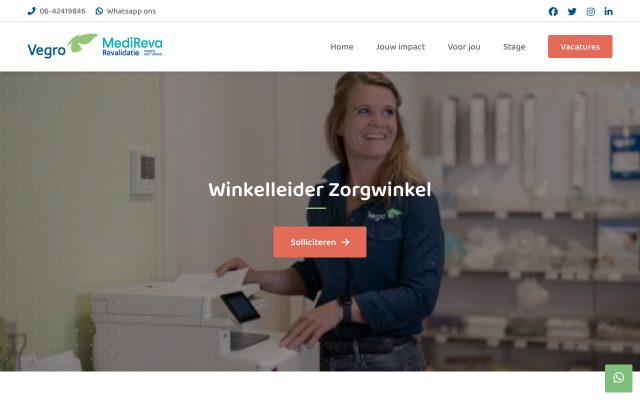 06-42419846 Whatsapp ons
Vegro MediReva
Revalidatie
Home Jouw impact Voor jou Stage Vacatures
Vegro
Winkelleider Zorgwinkel
Solliciteren